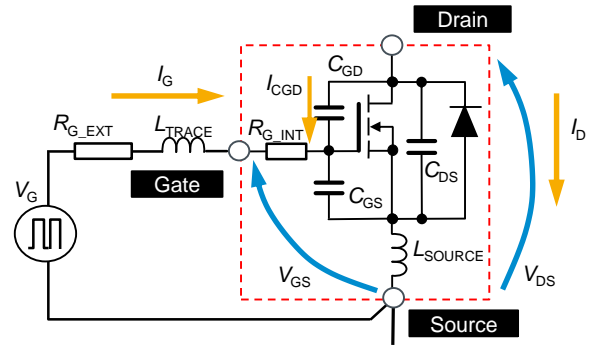 Drain
I_G
C_GD
I_CGD
R_G_EXT
L_TRACE
R_G_INT
I_D
Gate
C_DS
V_G
C_GS
L_SOURCE
V_GS
V_DS
Source